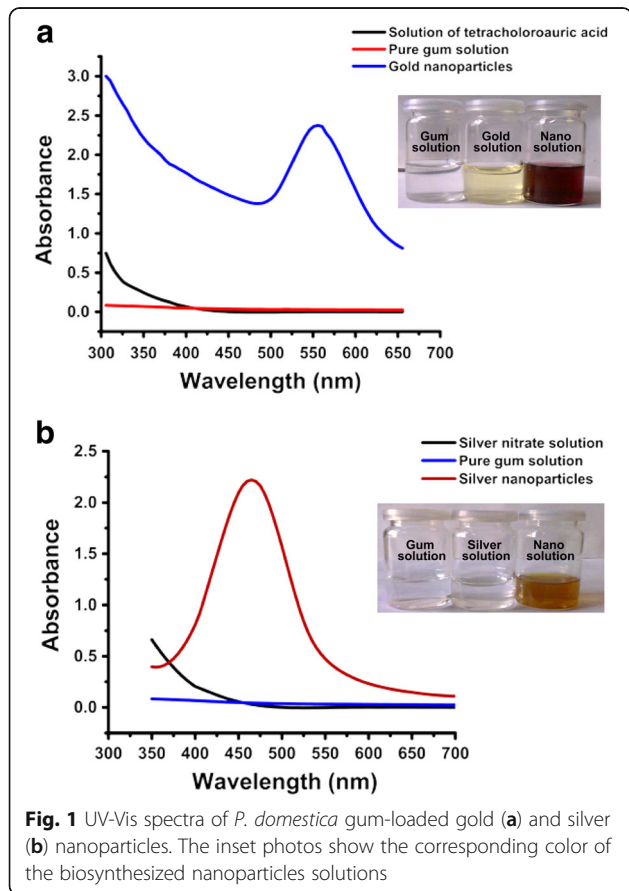 a
Solution of tetracholoroauric acid
Pure gum solution
Gold nanoparticles
3.0
2.5
2.0
1.5
1.0
0.5
0.0
Absorbance
Gum solution
Gold solution
Nano solution
300 350 400 450 500 550 600 650 700
Wavelength (nm)
b
Silver nitrate solution
Pure gum solution
Silver nanoparticles
2.5
2.0
1.5
1.0
0.5
0.0
Absorbance
Gum solution
Silver solution
Nano solution
300 350 400 450 500 550 600 650 700
Wavelength (nm)
Fig. 1 UV-Vis spectra of P. domestica gum-loaded gold (a) and silver
(b) nanoparticles. The inset photos show the corresponding color of
the biosynthesized nanoparticles solutions